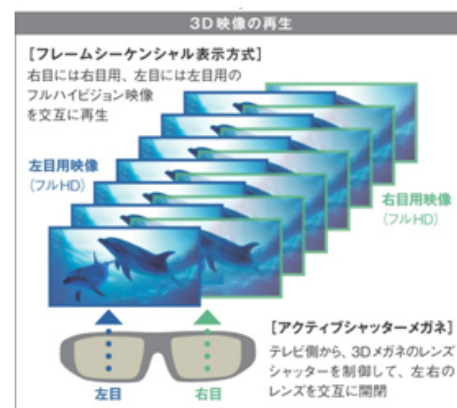 3D映像の再生
[フレームシーケンシャル表示方式]
右目には右目用、左目には左目用の
フルハイビジョン映像
を交互に再生
左目用映像
(フルHD)
右目用映像
(フルHD)
[アクティブシャッターメガネ]
テレビ側から、3Dメガネのレンズ
シャッターを制御して、左右の
レンズを交互に開閉
左目
右目